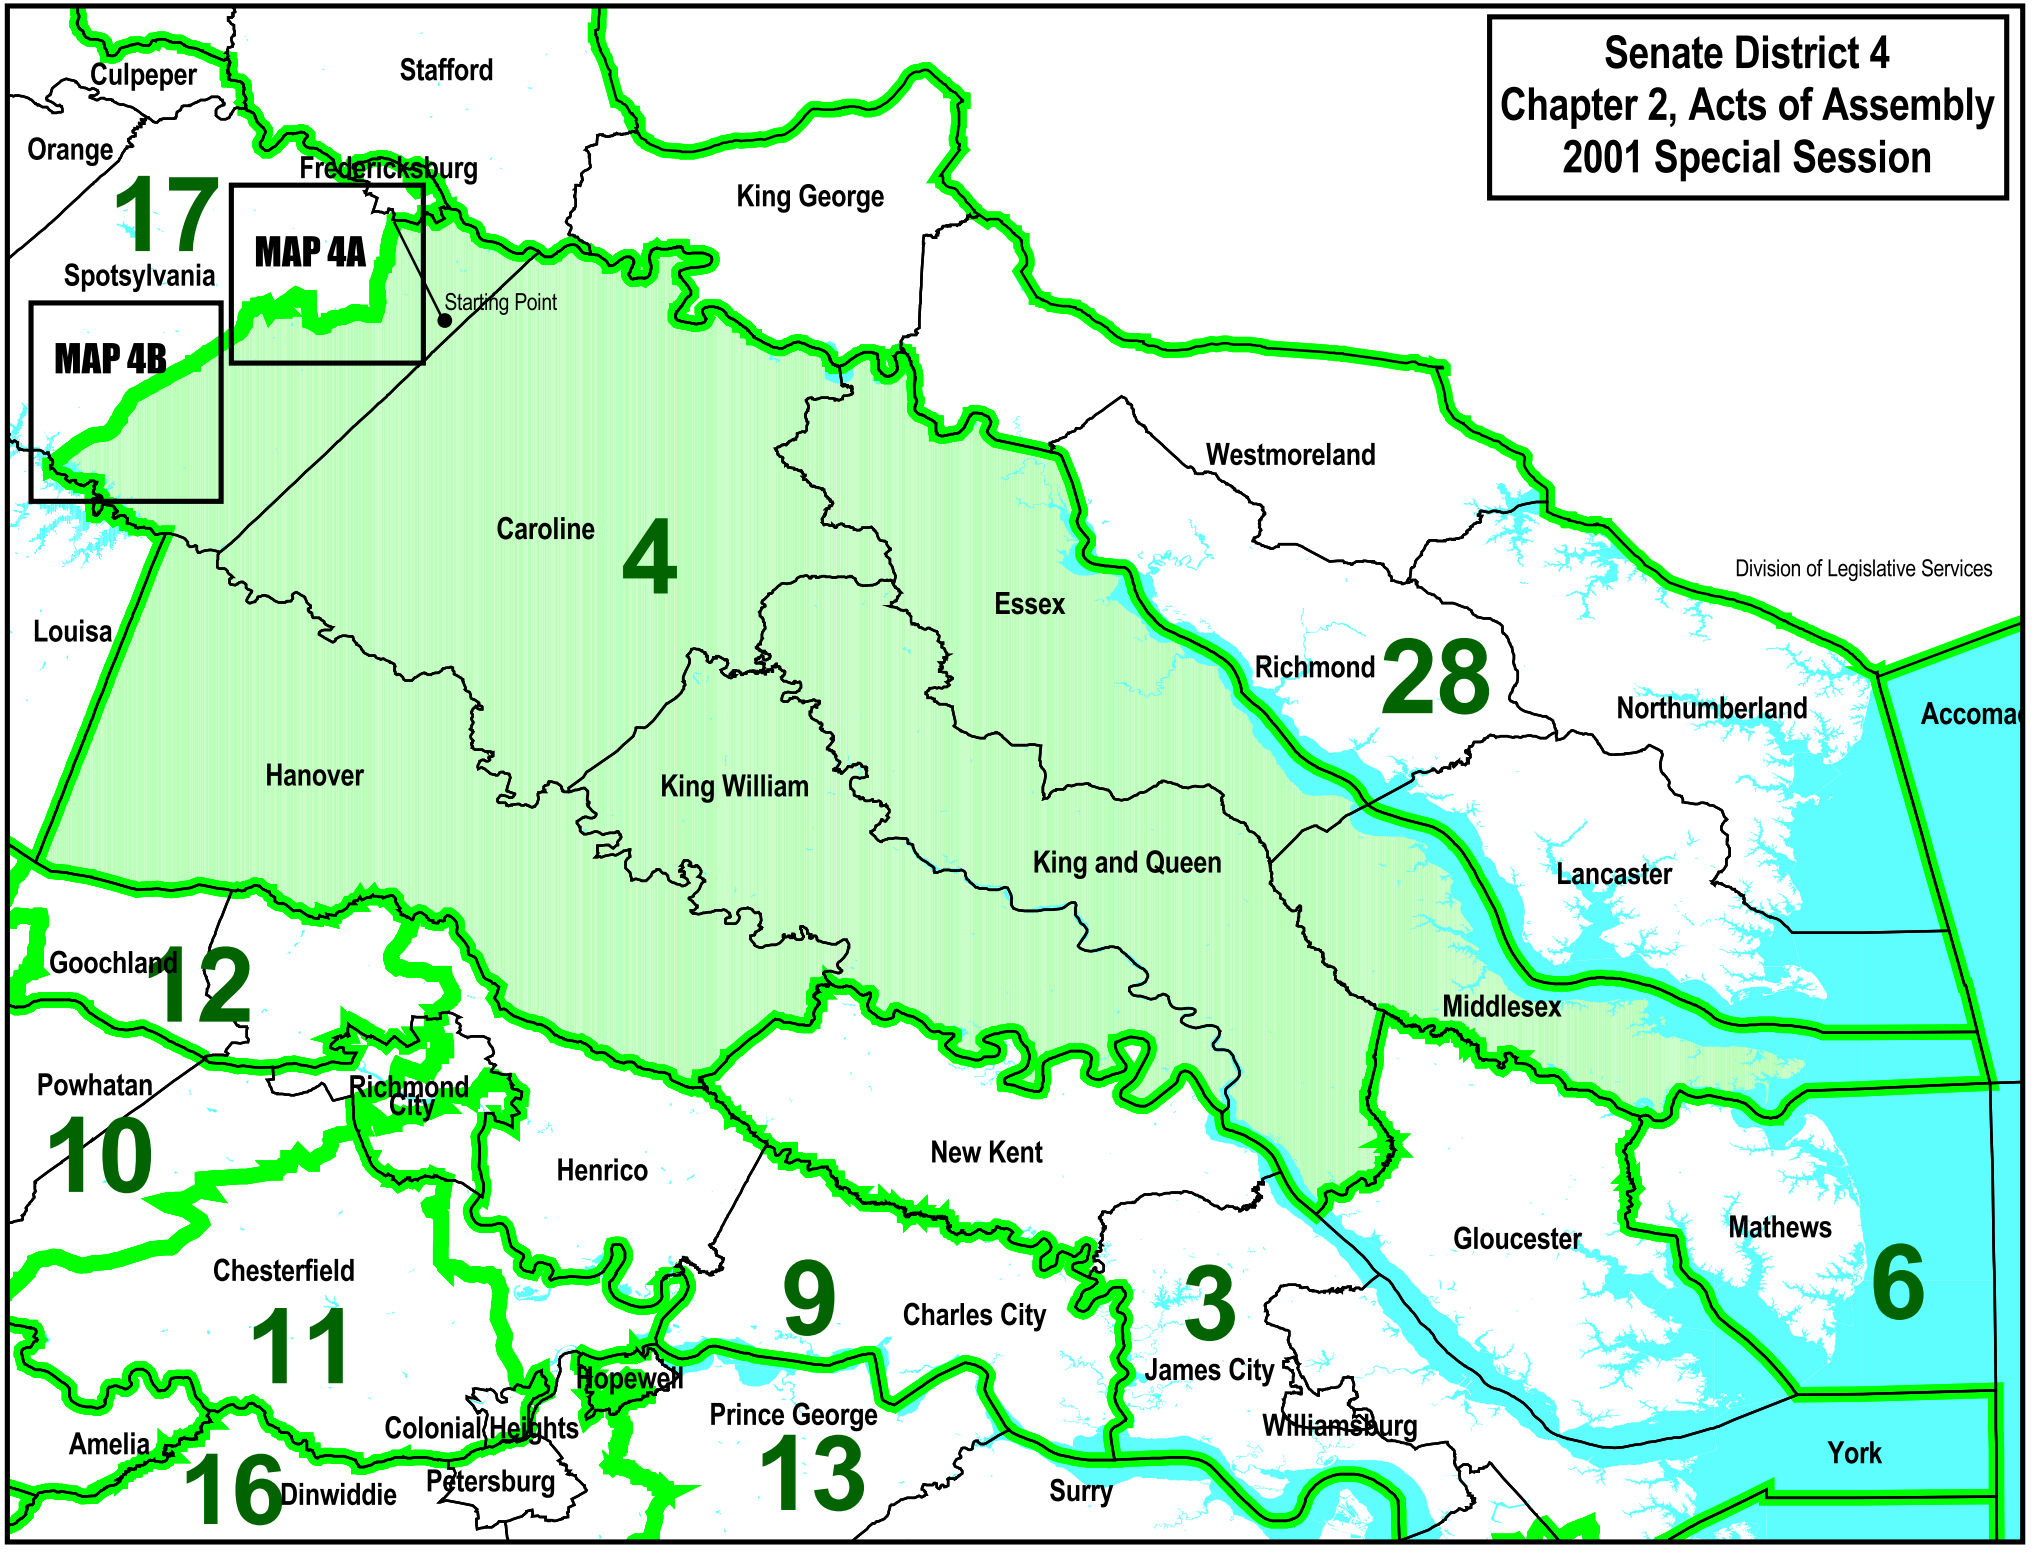 Senate District 4
Chapter 2, Acts of Assembly
2001 Special Session
Culpeper
Stafford
Orange
Fredericksburg
King George
17
MAP 4A
Spotsylvania
Starting Point
MAP 4B
Westmoreland
Caroline
4
Division of Legislative Services
Essex
Louisa
Richmond
28
Northumberland
Accomac
Hanover
King William
King and Queen
Lancaster
Goochland
12
Middlesex
Powhatan
Richmond
City
10
New Kent
Henrico
Mathews
Gloucester
Chesterfield
6
9
3
Charles City
11
James City
Hopewell
Prince George
Colonial Heights
Williamsburg
Amelia
York
13
16
Petersburg
Dinwiddie
Surry